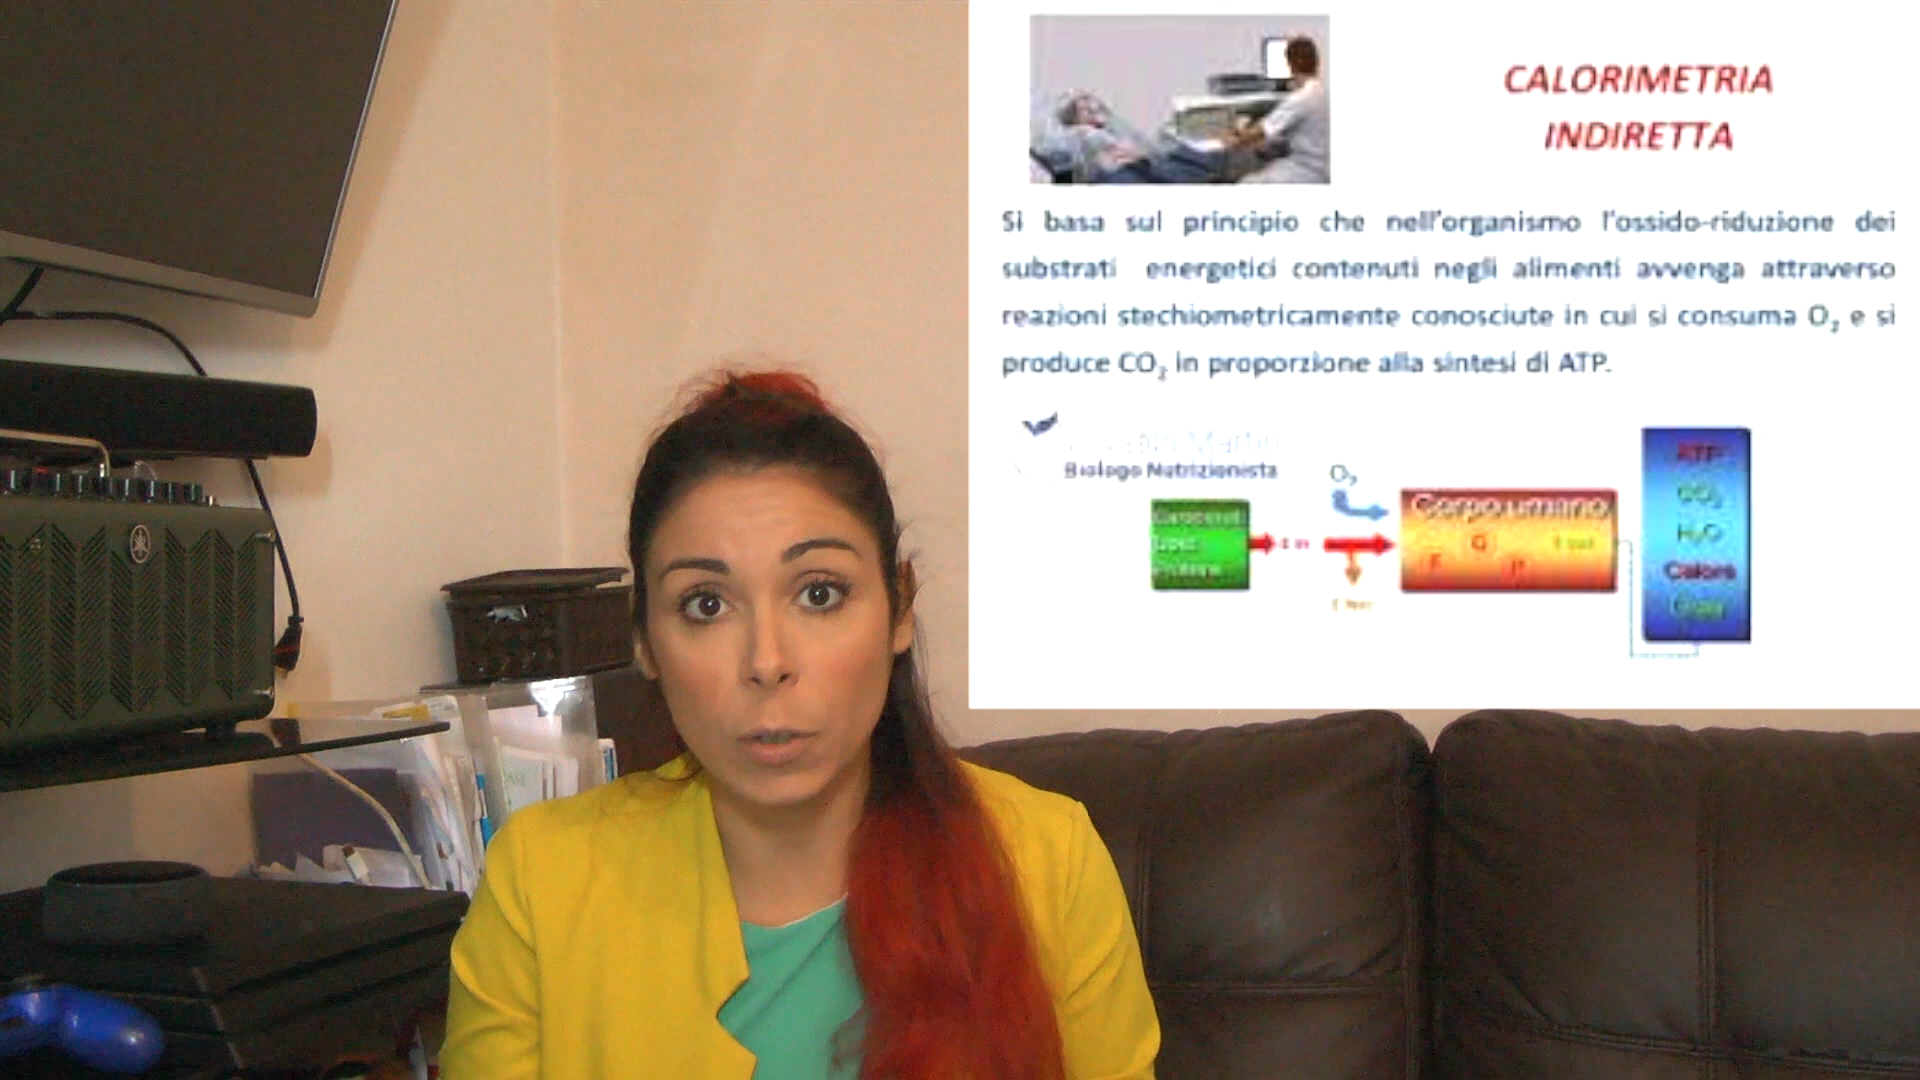 CALORIMETRIA
INDIRETTA
Si basa sul principio che nell'organismo l'ossido-riduzione dei
substrati energetici contenuti negli alimenti avvenga attraverso
reazioni stechiometricamente conosciute in cui si consuma O₂ e si
produce CO₂ in proporzione alla sintesi di ATP.
Martin
Biologo Nutrizionista
O₂
Corpo umano
G
F
P
ATP
CO₂
H₂O
Calore